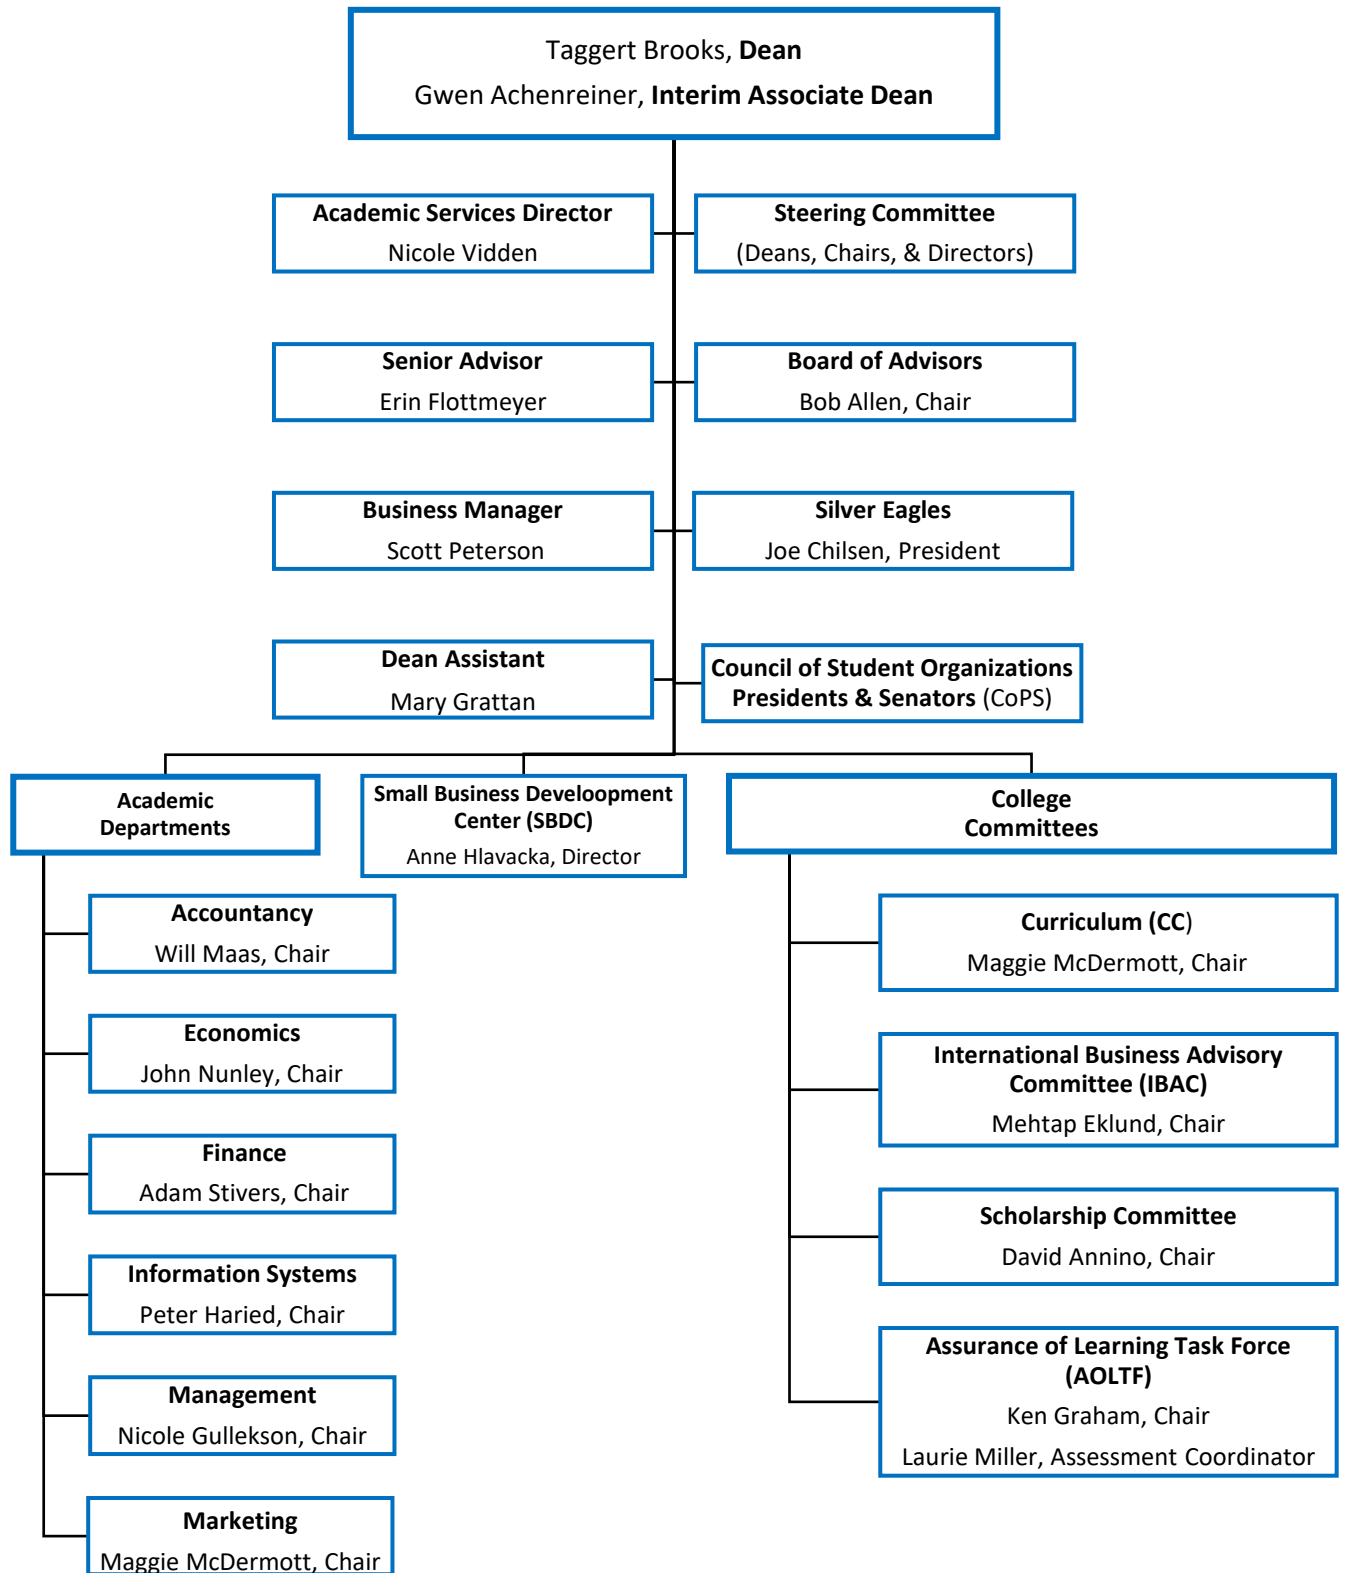 Taggert Brooks, Dean
Gwen Achenreiner, Interim Associate Dean
Academic Services Director
Nicole Vidden
Steering Committee
(Deans, Chairs, & Directors)
Senior Advisor
Erin Flottmeyer
Board of Advisors
Bob Allen, Chair
Business Manager
Scott Peterson
Silver Eagles
Joe Chilsen, President
Dean Assistant
Mary Grattan
Council of Student Organizations
Presidents & Senators (CoPS)
Academic
Departments
Small Business Develoopment
Center (SBDC)
Anne Hlavacka, Director
College
Committees
Accountancy
Will Maas, Chair
Economics
John Nunley, Chair
Finance
Adam Stivers, Chair
Information Systems
Peter Haried, Chair
Management
Nicole Gullekson, Chair
Marketing
Maggie McDermott, Chair
Curriculum (CC)
Maggie McDermott, Chair
International Business Advisory
Committee (IBAC)
Mehtap Eklund, Chair
Scholarship Committee
David Annino, Chair
Assurance of Learning Task Force
(AOLTF)
Ken Graham, Chair
Laurie Miller, Assessment Coordinator